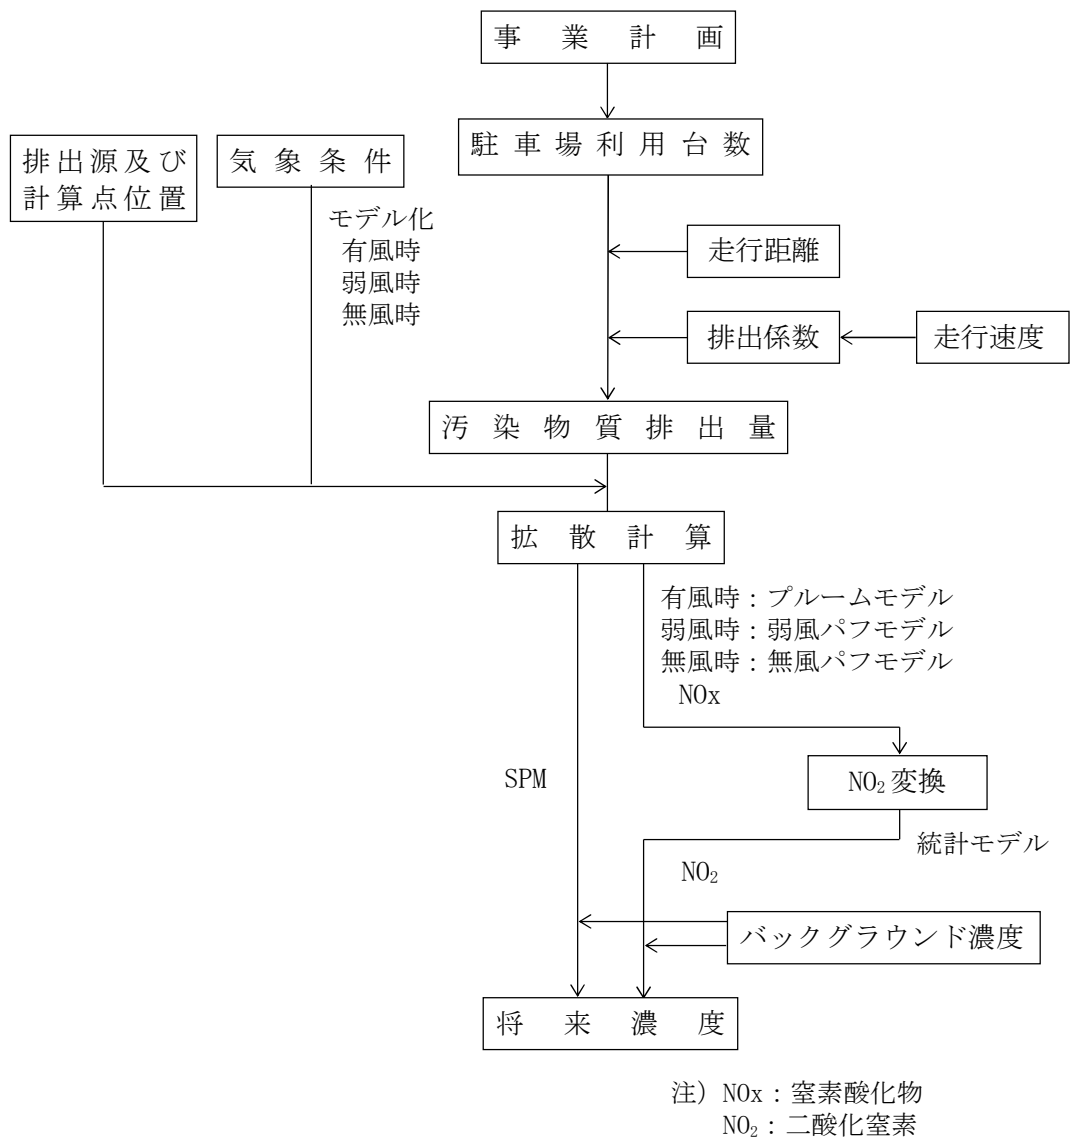 事業計画
駐車場利用台数
排出源及び
計算点位置
気象条件
モデル化
有風時
弱風時
無風時
走行距離
排出係数
走行速度
汚染物質排出量
拡散計算
有風時：プルームモデル
弱風時：弱風パフモデル
無風時：無風パフモデル
NOx
SPM
NO₂変換
統計モデル
NO₂
バックグラウンド濃度
将来濃度
注）NOx：窒素酸化物
NO₂：二酸化窒素